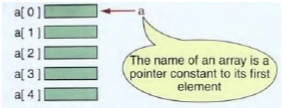 a[ 0 ]
a
a[ 1 ]
a[ 2 ]
a[ 3 ]
a[ 4 ]
The name of an array is a
pointer constant to its first
element